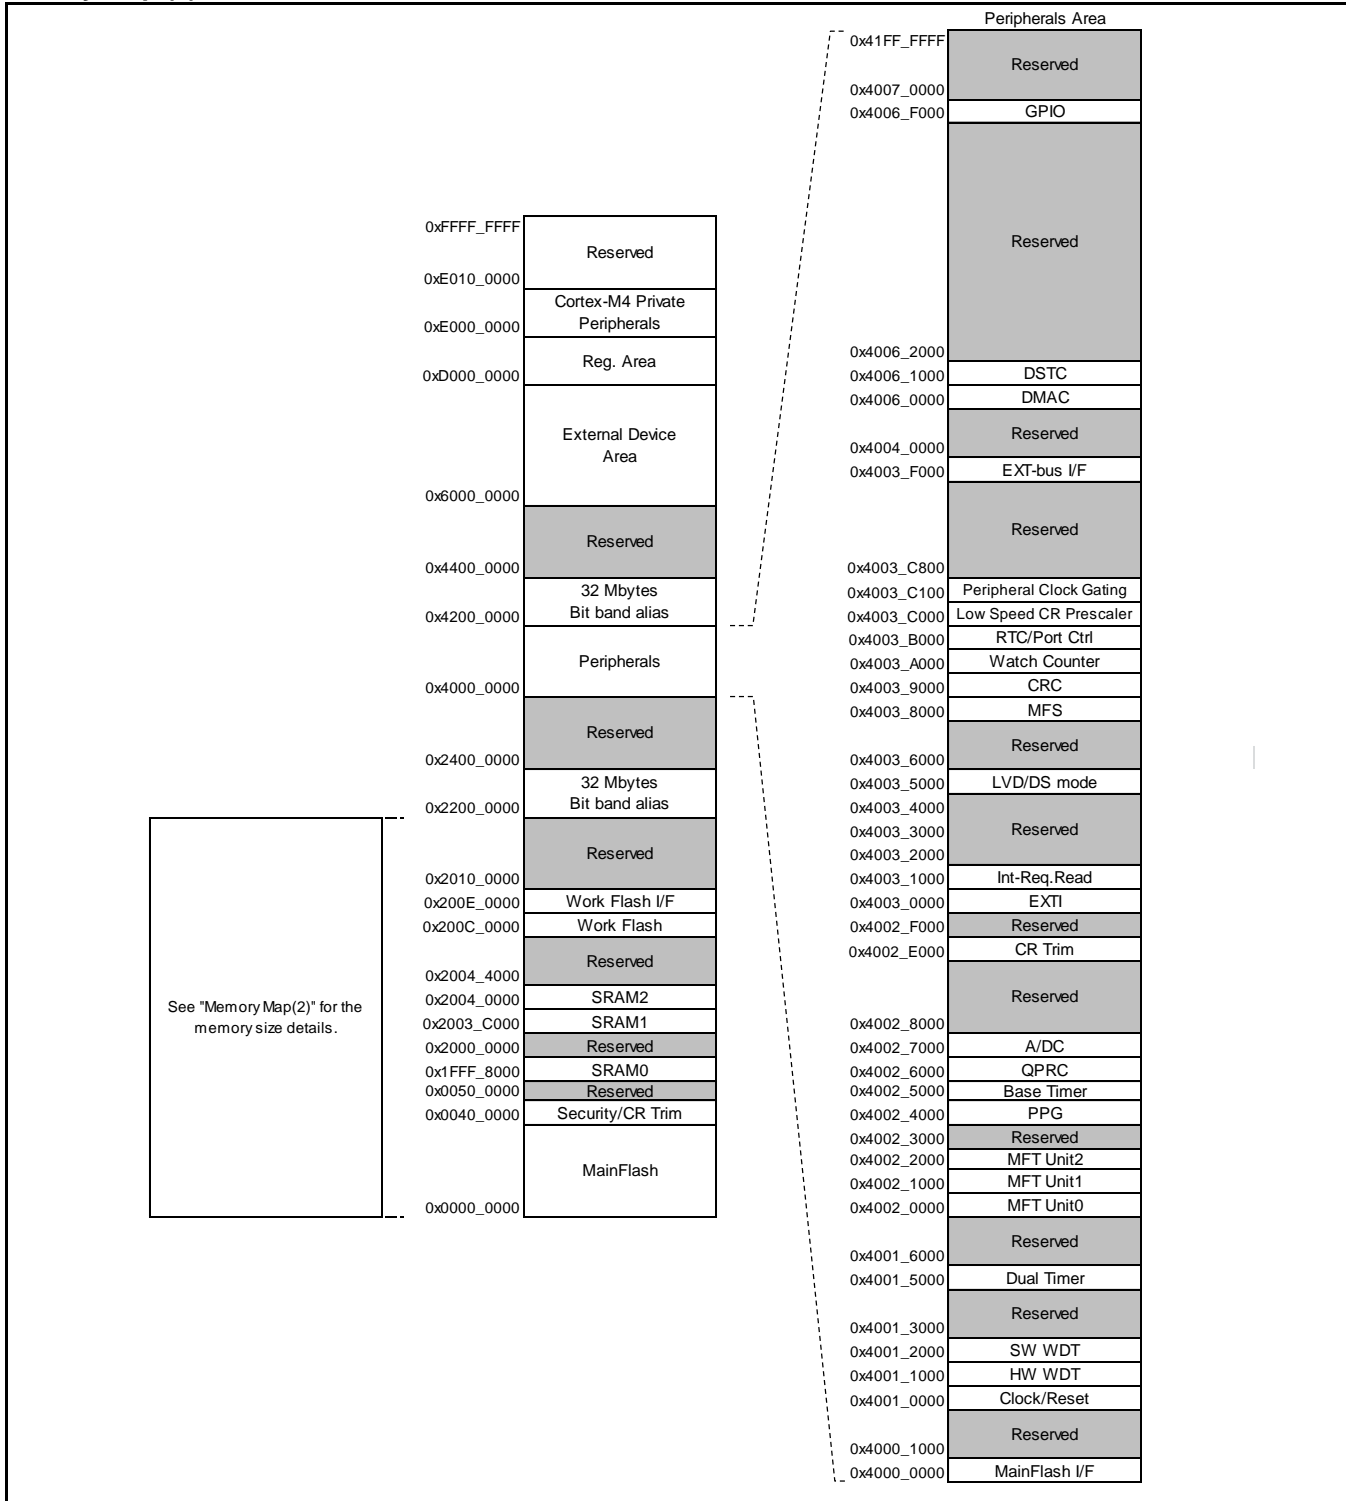 Peripherals Area
0x41FF_FFFF
Reserved
0x4007_0000
0x4006_F000
GPIO
Reserved
0x4006_2000
0x4006_1000
DSTC
0x4006_0000
DMAC
Reserved
0x4004_0000
0x4003_F000
EXT-bus I/F
Reserved
0x4003_C800
0x4003_C100
Peripheral Clock Gating
0x4003_C000
Low Speed CR Prescaler
0x4003_B000
RTC/Port Ctrl
0x4003_A000
Watch Counter
0x4003_9000
CRC
0x4003_8000
MFS
Reserved
0x4003_6000
0x4003_5000
LVD/DS mode
0x4003_4000
0x4003_3000
Reserved
0x4003_2000
0x4003_1000
Int-Req.Read
0x4003_0000
EXTI
0x4002_F000
Reserved
0x4002_E000
CR Trim
Reserved
0x4002_8000
0x4002_7000
A/DC
0x4002_6000
QPRC
0x4002_5000
Base Timer
0x4002_4000
PPG
0x4002_3000
Reserved
0x4002_2000
MFT Unit2
0x4002_1000
MFT Unit1
0x4002_0000
MFT Unit0
Reserved
0x4001_6000
0x4001_5000
Dual Timer
Reserved
0x4001_3000
0x4001_2000
SW WDT
0x4001_1000
HW WDT
0x4001_0000
Clock/Reset
Reserved
0x4000_1000
0x4000_0000
MainFlash I/F
0xFFFF_FFFF
Reserved
0xE010_0000
Cortex-M4 Private
Peripherals
0xE000_0000
Reg. Area
0xD000_0000
External Device
Area
0x6000_0000
Reserved
0x4400_0000
32 Mbytes
Bit band alias
0x4200_0000
Peripherals
0x4000_0000
Reserved
0x2400_0000
32 Mbytes
Bit band alias
0x2200_0000
Reserved
0x2010_0000
0x200E_0000
Work Flash I/F
0x200C_0000
Work Flash
Reserved
0x2004_4000
0x2004_0000
SRAM2
0x2003_C000
SRAM1
0x2000_0000
Reserved
0x1FFF_8000
SRAM0
0x0050_0000
Reserved
0x0040_0000
Security/CR Trim
MainFlash
0x0000_0000
See "Memory Map(2)" for the
memory size details.